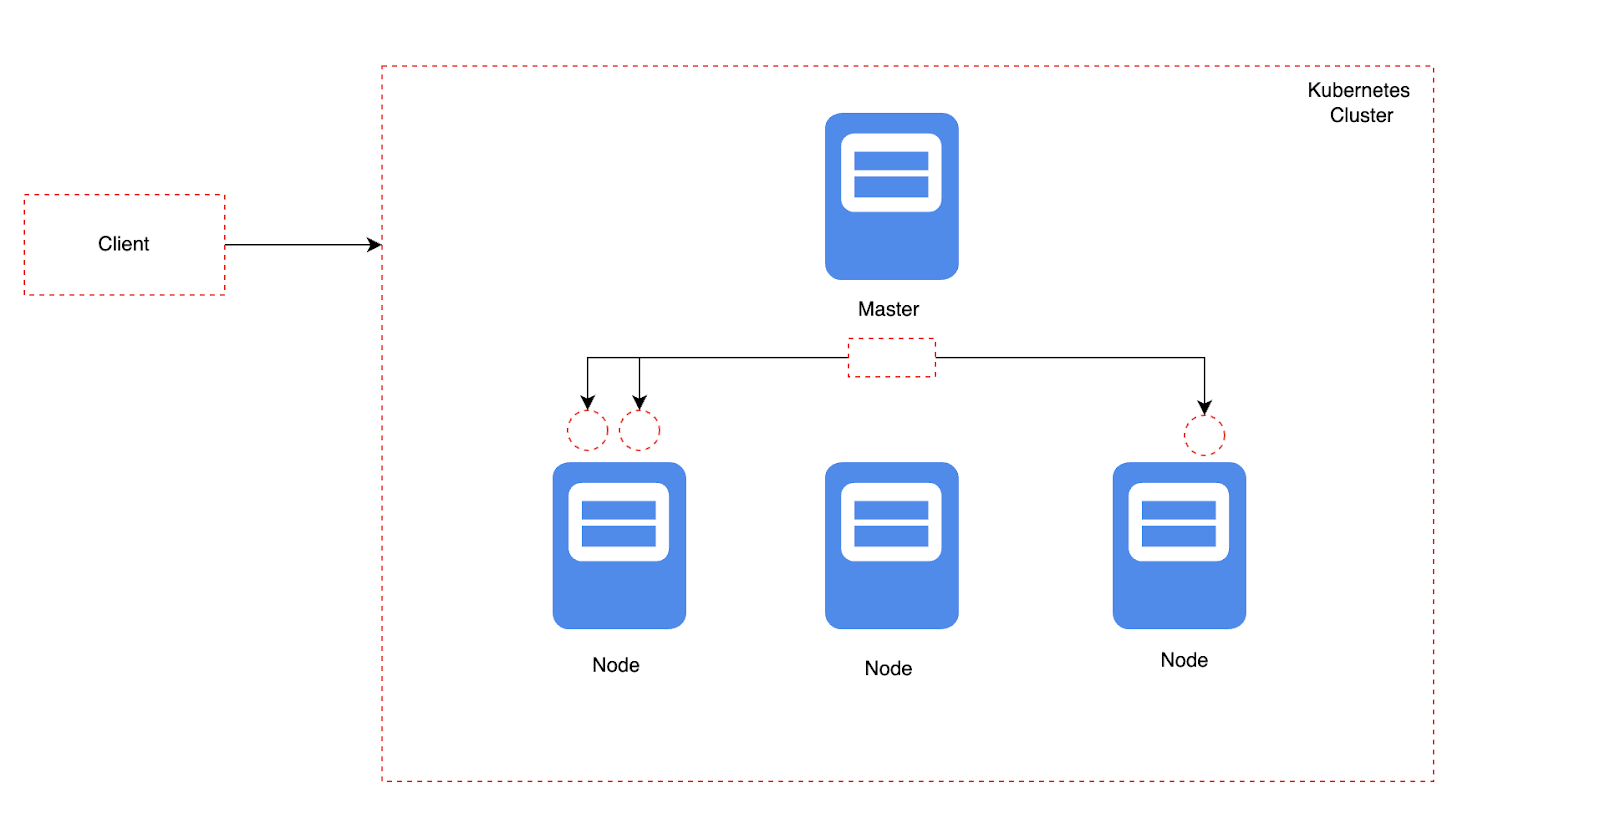 Kubernetes
Cluster
Client
Master
Node
Node
Node